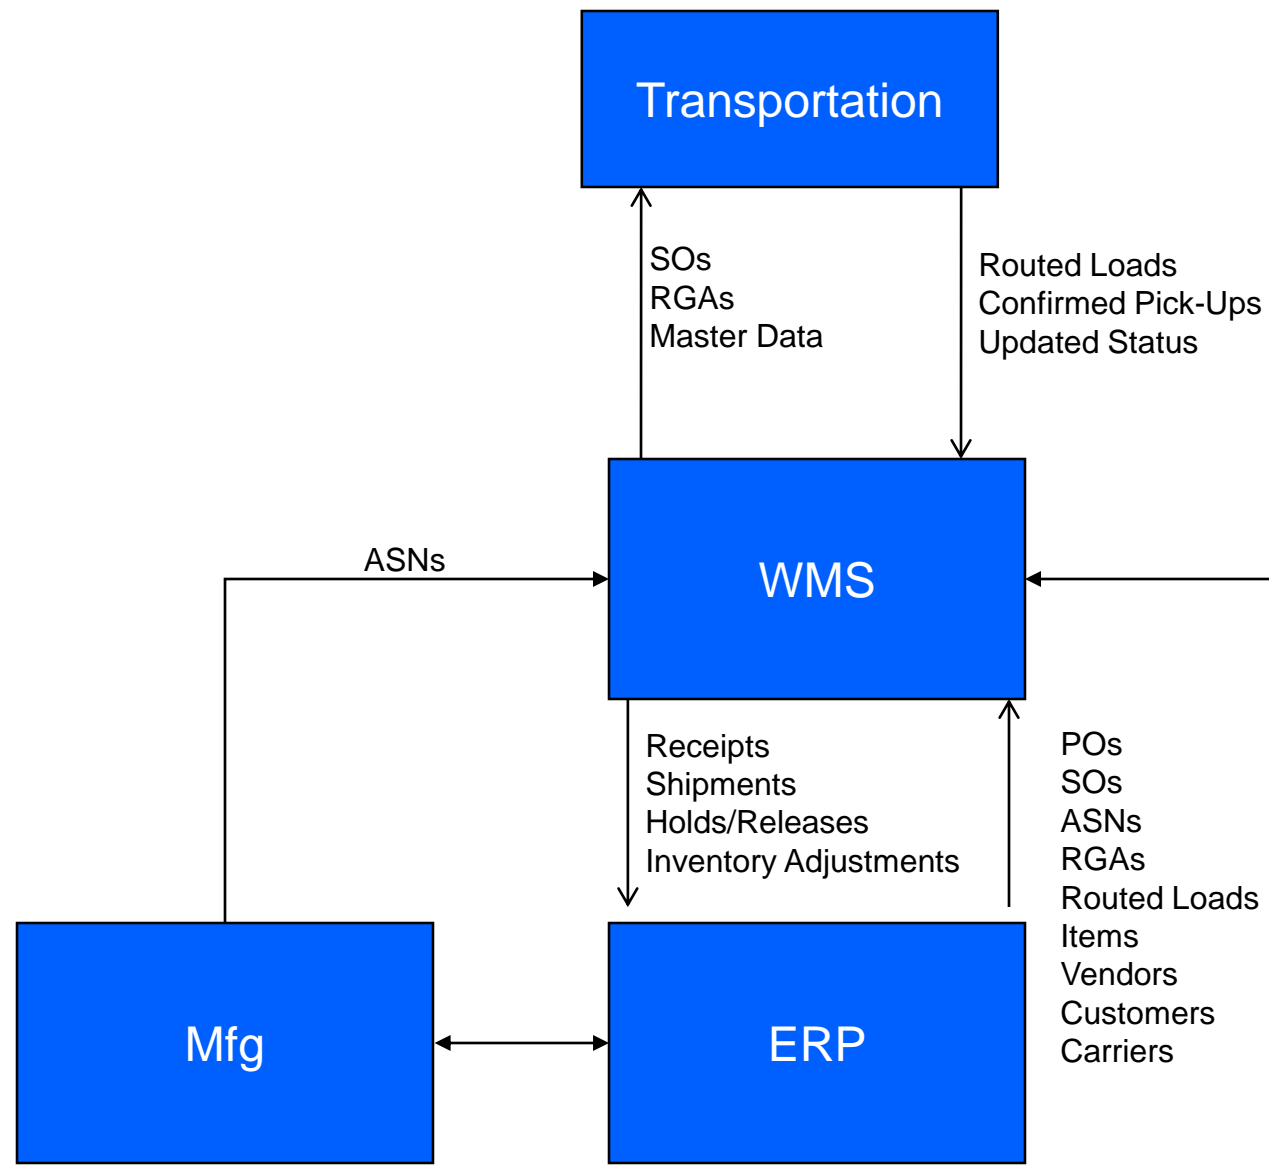 Transportation
SOs
RGAs
Master Data
Routed Loads
Confirmed Pick-Ups
Updated Status
ASNs
WMS
Receipts
Shipments
Holds/Releases
Inventory Adjustments
POs
SOs
ASNs
RGAs
Routed Loads
Items
Vendors
Customers
Carriers
Mfg
ERP